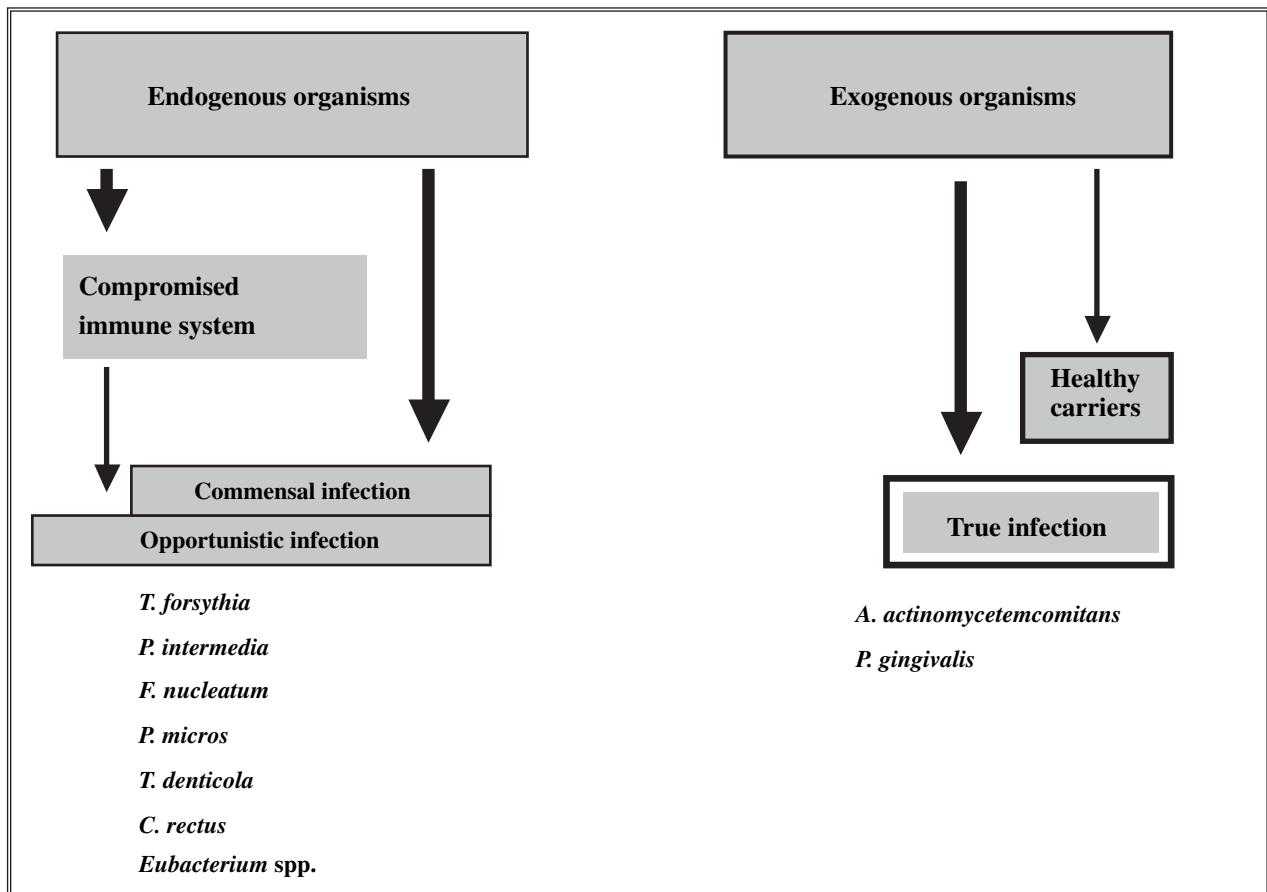 Endogenous organisms
Compromised
immune system
Commensal infection
Opportunistic infection
T. forsythia
P. intermedia
F. nucleatum
P. micros
T. denticola
C. rectus
Eubacterium spp.
Exogenous organisms
Healthy
carriers
True infection
A. actinomycetemcomitans
P. gingivalis